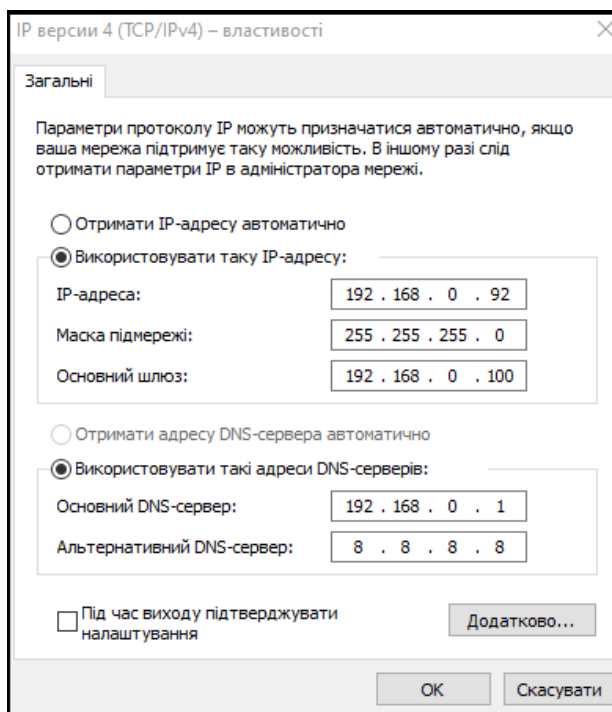 IP версии 4 (TCP/IPv4) – властивості
Загальні
Параметри протоколу IP можуть призначатися автоматично, якщо
ваша мережа підтримує таку можливість. В іншому разі слід
отримати параметри IP в адміністратора мережі.
Отримати IP-адресу автоматично
Використовувати таку IP-адресу:
IP-адреса: 192 . 168 . 0 . 92
Маска підмережі: 255 . 255 . 255 . 0
Основний шлюз: 192 . 168 . 0 . 100
Отримати адресу DNS-сервера автоматично
Використовувати такі адреси DNS-серверів:
Основний DNS-сервер: 192 . 168 . 0 . 1
Альтернативний DNS-сервер: 8 . 8 . 8 . 8
Під час виходу підтверджувати
налаштування
Додатково...
OK Скасувати